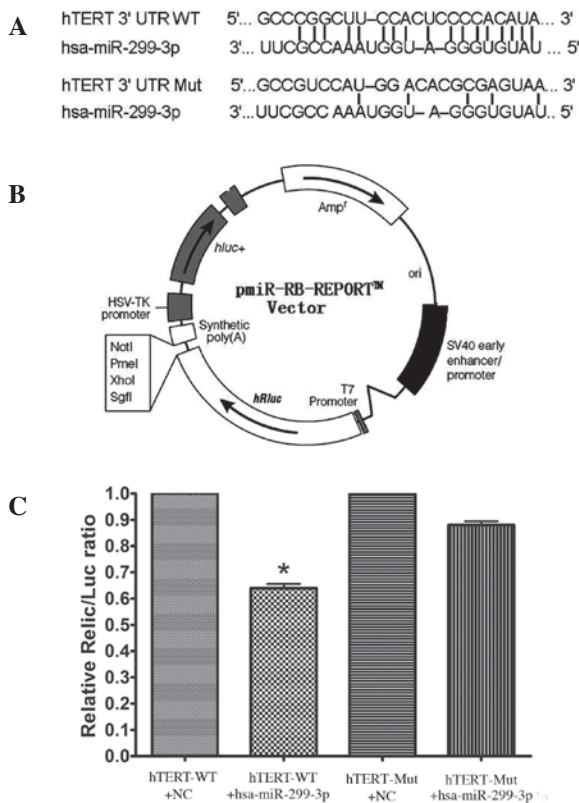 A
hTERT 3' UTR WT 5'... GCCCGGCUU–CCACUCCCCACAUA... 3'
hsa-miR-299-3p 3'... UUCGCCAAAUGGU–A–GGGUGUAU ... 5'
hTERT 3' UTR Mut 5'... GCCGUCCAU–GG ACACGCGAGUAA... 3'
hsa-miR-299-3p 3'... UUCGCC AAAUGGU –A–GGGUGUAU... 5'
B
Ampr
hluc+
ori
pmiR-RB-REPORT™
Vector
HSV-TK
promoter
Synthetic
poly(A)
NotI
PmeI
XhoI
SgfI
SV40 early
enhancer/
promoter
T7
Promoter
hRluc
C
Relative Relic/Luc ratio
1.0
0.9
0.8
0.7
0.6
0.5
0.4
0.3
0.2
0.1
0.0
*
hTERT-WT
+NC
hTERT-WT
+hsa-miR-299-3p
hTERT-Mut
+NC
hTERT-Mut
+hsa-miR-299-3p